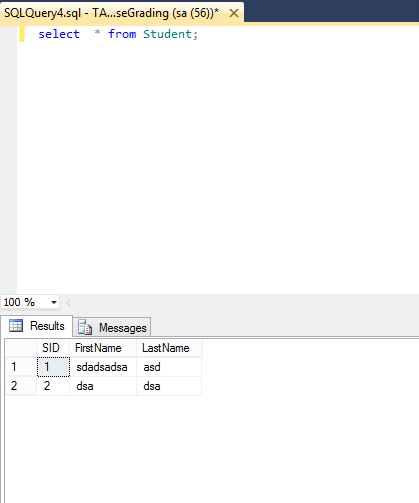 SQLQuery4.sql - TA...seGrading (sa (56))* ✕
select  * from Student;
100 %
Results Messages
SID FirstName LastName
1 1 sdadsadsa asd
2 2 dsa dsa